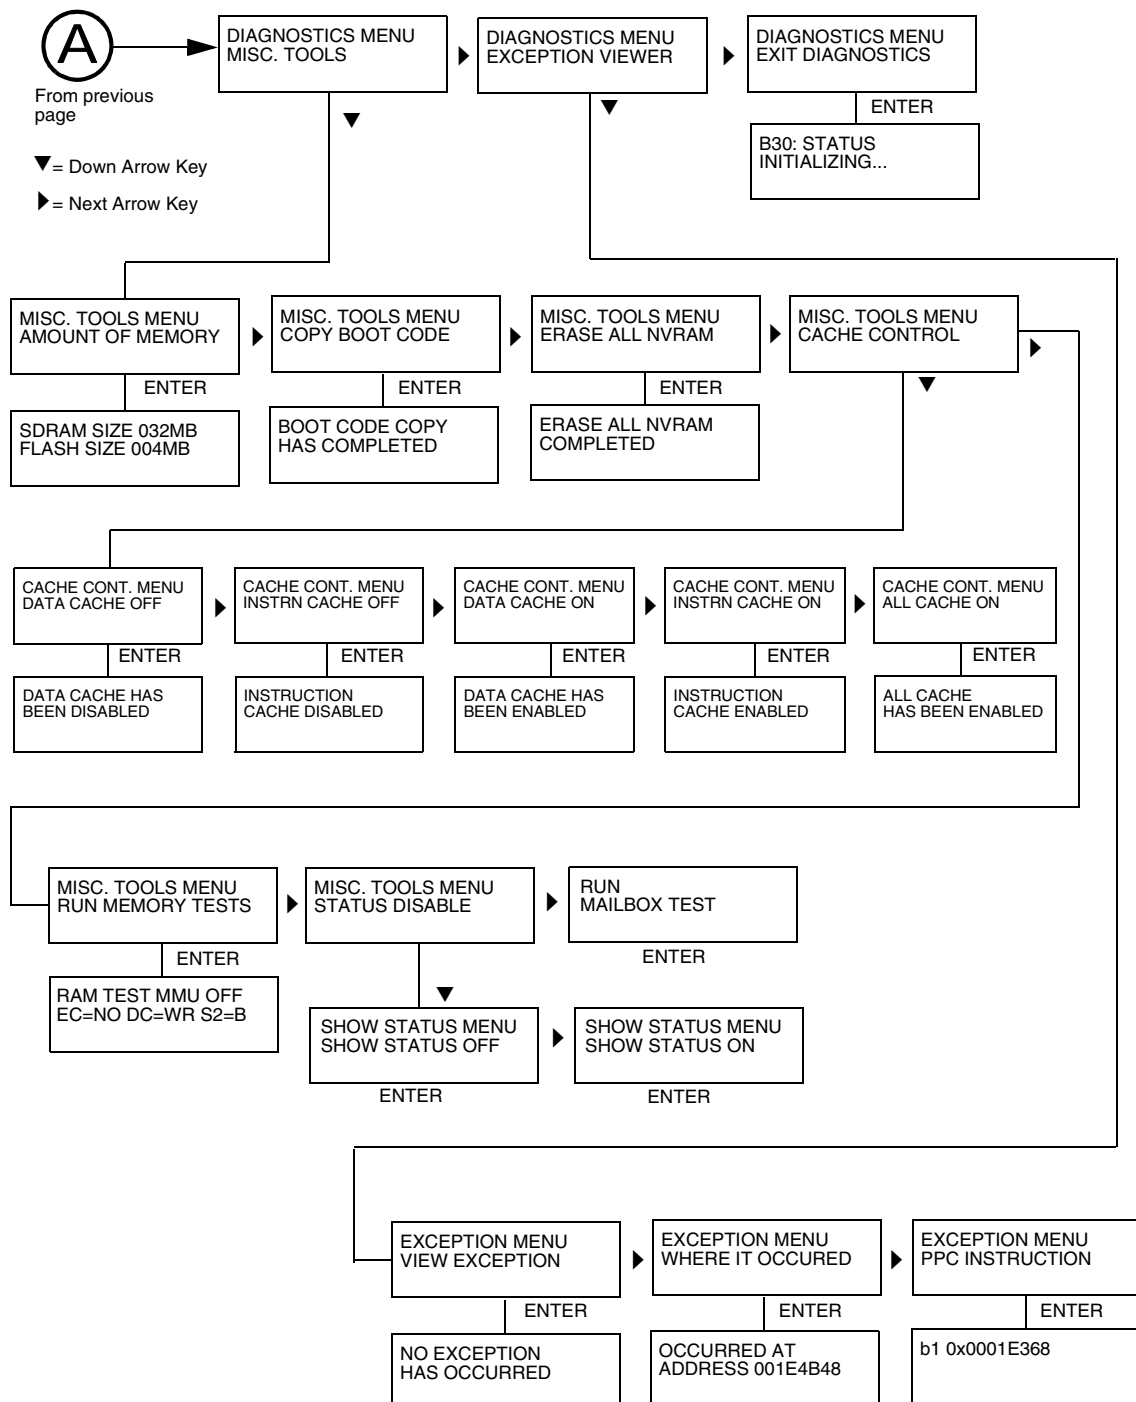 A
From previous
page
▼= Down Arrow Key
▶= Next Arrow Key
DIAGNOSTICS MENU
MISC. TOOLS
DIAGNOSTICS MENU
EXCEPTION VIEWER
DIAGNOSTICS MENU
EXIT DIAGNOSTICS
ENTER
B30: STATUS
INITIALIZING...
MISC. TOOLS MENU
AMOUNT OF MEMORY
MISC. TOOLS MENU
COPY BOOT CODE
MISC. TOOLS MENU
ERASE ALL NVRAM
MISC. TOOLS MENU
CACHE CONTROL
ENTER
ENTER
ENTER
SDRAM SIZE 032MB
FLASH SIZE 004MB
BOOT CODE COPY
HAS COMPLETED
ERASE ALL NVRAM
COMPLETED
CACHE CONT. MENU
DATA CACHE OFF
CACHE CONT. MENU
INSTRN CACHE OFF
CACHE CONT. MENU
DATA CACHE ON
CACHE CONT. MENU
INSTRN CACHE ON
CACHE CONT. MENU
ALL CACHE ON
ENTER
ENTER
ENTER
ENTER
ENTER
DATA CACHE HAS
BEEN DISABLED
INSTRUCTION
CACHE DISABLED
DATA CACHE HAS
BEEN ENABLED
INSTRUCTION
CACHE ENABLED
ALL CACHE
HAS BEEN ENABLED
MISC. TOOLS MENU
RUN MEMORY TESTS
MISC. TOOLS MENU
STATUS DISABLE
RUN
MAILBOX TEST
ENTER
ENTER
RAM TEST MMU OFF
EC=NO DC=WR S2=B
SHOW STATUS MENU
SHOW STATUS OFF
SHOW STATUS MENU
SHOW STATUS ON
ENTER
ENTER
EXCEPTION MENU
VIEW EXCEPTION
EXCEPTION MENU
WHERE IT OCCURED
EXCEPTION MENU
PPC INSTRUCTION
ENTER
ENTER
ENTER
NO EXCEPTION
HAS OCCURRED
OCCURRED AT
ADDRESS 001E4B48
b1 0x0001E368